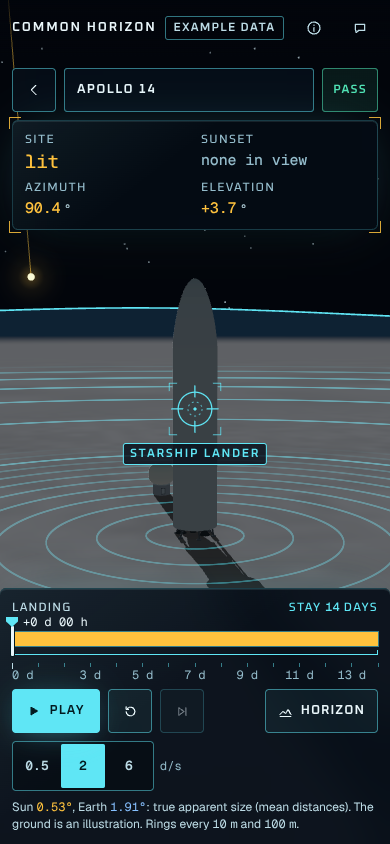 COMMON HORIZON EXAMPLE DATA
APOLLO 14 PASS
SITE SUNSET
lit none in view
AZIMUTH ELEVATION
90.4° +3.7°
STARSHIP LANDER
LANDING STAY 14 DAYS
+0 d 00 h
0 d 3 d 5 d 7 d 9 d 11 d 13 d
PLAY HORIZON
0.5 2 6 d/s
Sun 0.53°, Earth 1.91°: true apparent size (mean distances). The
ground is an illustration. Rings every 10 m and 100 m.